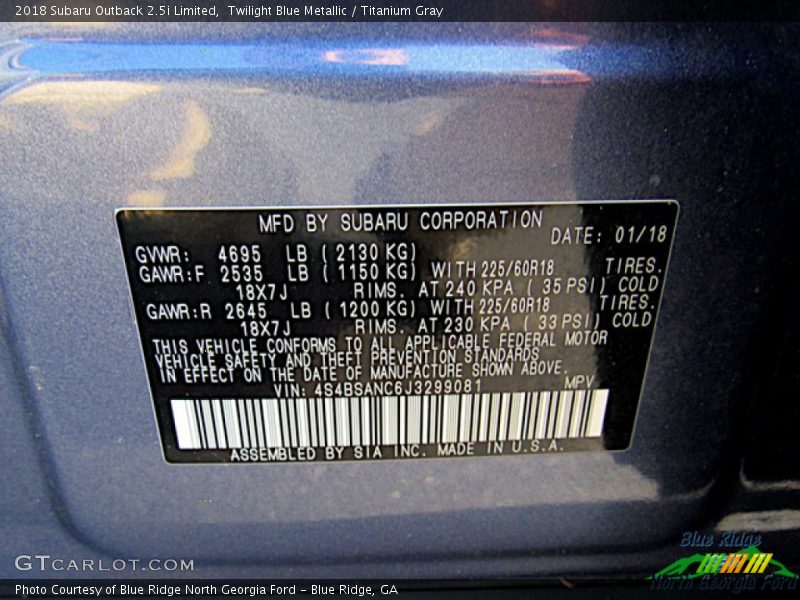 2018 Subaru Outback 2.5i Limited, Twilight Blue Metallic / Titanium Gray
MFD BY SUBARU CORPORATION
DATE: 01/18
GVWR: 4695 LB ( 2130 KG)
GAWR:F 2535 LB ( 1150 KG) WITH 225/60R18 TIRES.
18X7J RIMS. AT 240 KPA ( 35 PSI) COLD
GAWR:R 2645 LB ( 1200 KG) WITH 225/60R18 TIRES.
18X7J RIMS. AT 230 KPA ( 33 PSI) COLD
THIS VEHICLE CONFORMS TO ALL APPLICABLE FEDERAL MOTOR
VEHICLE SAFETY AND THEFT PREVENTION STANDARDS
IN EFFECT ON THE DATE OF MANUFACTURE SHOWN ABOVE.
VIN: 4S4BSANC6J3299081 MPV
ASSEMBLED BY SIA INC. MADE IN U.S.A.
GTCARLOT.COM
Blue Ridge
North Georgia Ford
Photo Courtesy of Blue Ridge North Georgia Ford – Blue Ridge, GA